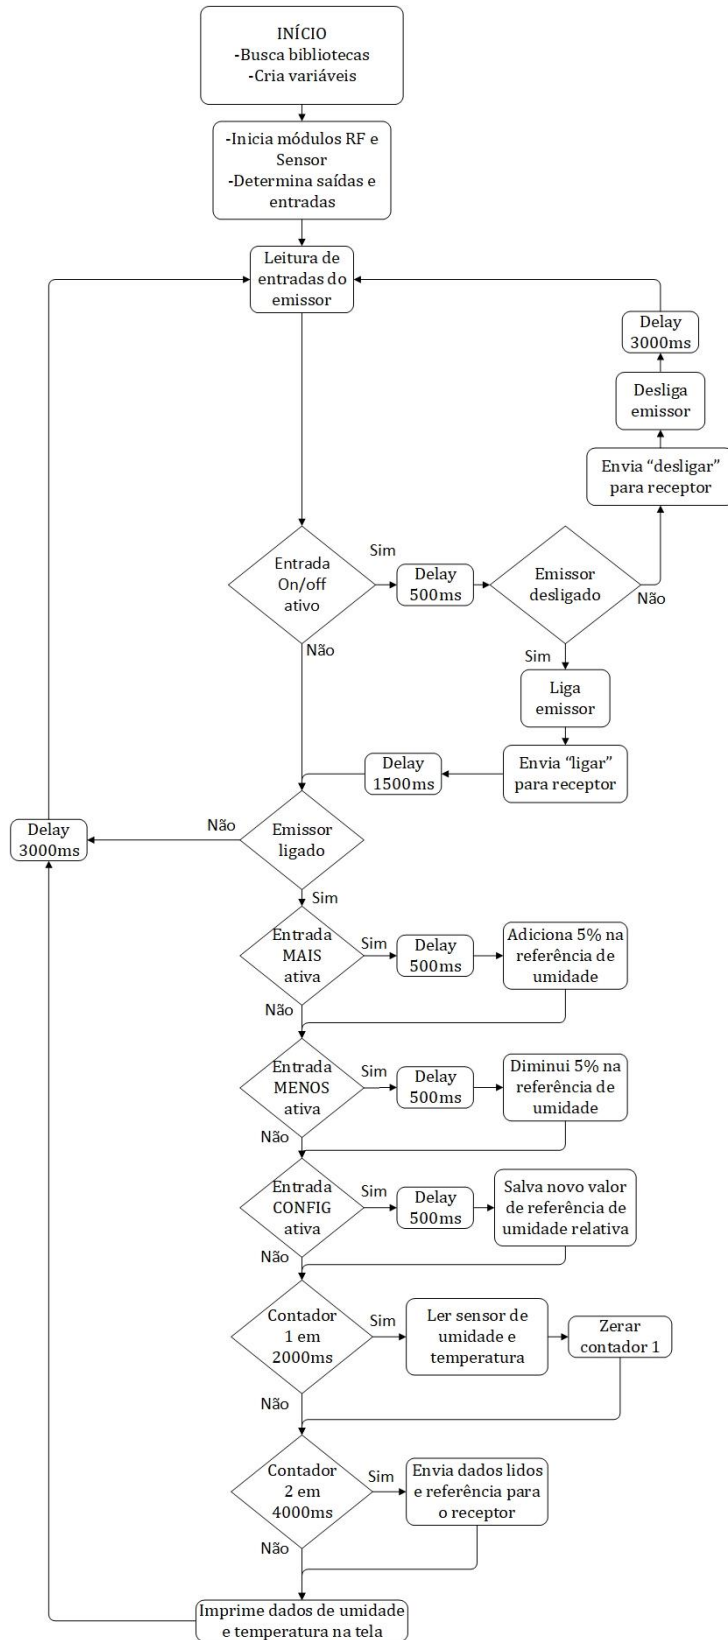 INÍCIO
-Busca bibliotecas
-Cria variáveis
-Inicia módulos RF e
Sensor
-Determina saídas e
entradas
Leitura de
entradas do
emissor
Delay
3000ms
Desliga
emissor
Envia “desligar”
para receptor
Entrada
On/off
ativo
Sim
Delay
500ms
Emissor
desligado
Não
Não
Sim
Liga
emissor
Envia “ligar”
para receptor
Delay
1500ms
Emissor
ligado
Não
Delay
3000ms
Sim
Entrada
MAIS
ativa
Sim
Delay
500ms
Adiciona 5% na
referência de
umidade
Não
Entrada
MENOS
ativa
Sim
Delay
500ms
Diminui 5% na
referência de
umidade
Não
Entrada
CONFIG
ativa
Sim
Delay
500ms
Salva novo valor
de referência de
umidade relativa
Não
Contador
1 em
2000ms
Sim
Ler sensor de
umidade e
temperatura
Zerar
contador 1
Não
Contador
2 em
4000ms
Sim
Envia dados lidos
e referência para
o receptor
Não
Imprime dados de umidade
e temperatura na tela